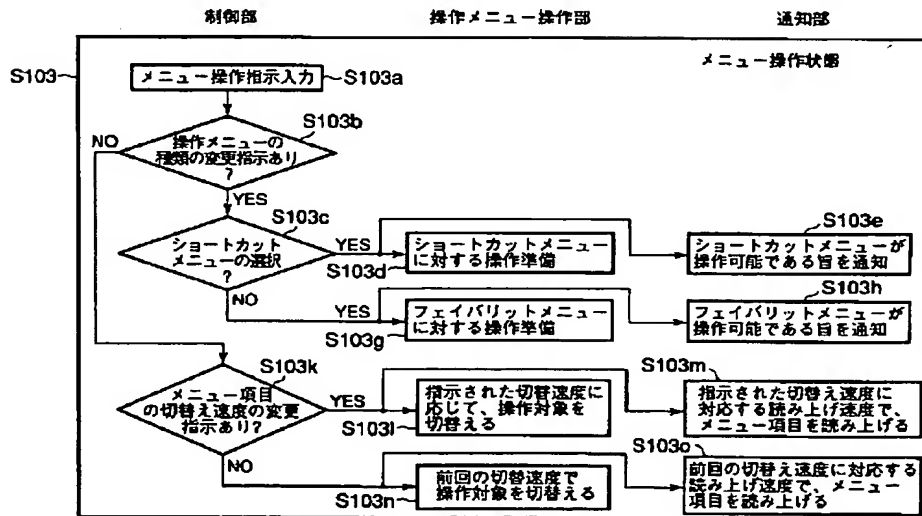 制御部
操作メニュー操作部
通知部
メニュー操作状態
S103
メニュー操作指示入力
S103a
S103b
NO
操作メニューの
種類の変更指示あり
?
YES
S103c
ショートカット
メニューの選択
?
YES
ショートカットメニュー
に対する操作準備
S103d
S103e
ショートカットメニューが
操作可能である旨を通知
NO
YES
フェイバリットメニュー
に対する操作準備
S103g
S103h
フェイバリットメニューが
操作可能である旨を通知
S103k
メニュー項目
の切替え速度の変更
指示あり?
YES
指示された切替速度に
応じて、操作対象を
切替える
S103l
S103m
指示された切替え速度に
対応する読み上げ速度で、
メニュー項目を読み上げる
NO
前回の切替速度で
操作対象を切替える
S103n
S103o
前回の切替え速度に対応する
読み上げ速度で、メニュー
項目を読み上げる